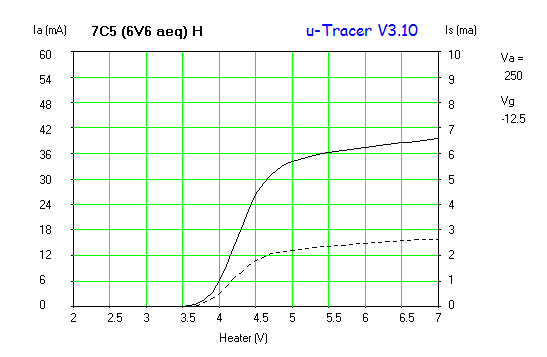 Ia (mA) 7C5 (6V6 aeq) H u-Tracer V3.10 Is (ma)
60 10 Va =
54 9 250
48 8 Vg
42 7 -12.5
36 6
30 5
24 4
18 3
12 2
6 1
0 0
2 2.5 3 3.5 4 4.5 5 5.5 6 6.5 7
Heater (V)